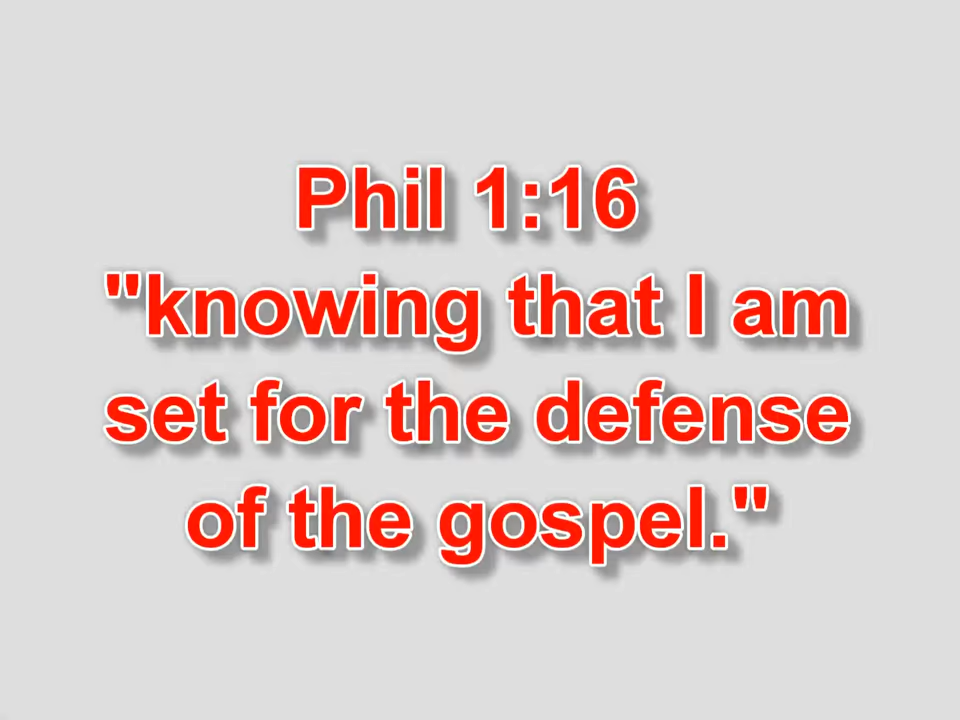 Phil 1:16
"knowing that I am
set for the defense
of the gospel."